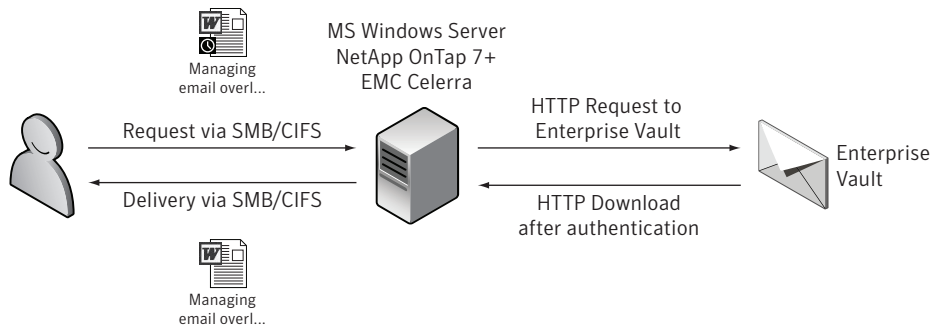 W
Managing
email overl...
MS Windows Server
NetApp OnTap 7+
EMC Celerra
Request via SMB/CIFS
HTTP Request to
Enterprise Vault
Enterprise
Vault
Delivery via SMB/CIFS
HTTP Download
after authentication
W
Managing
email overl...